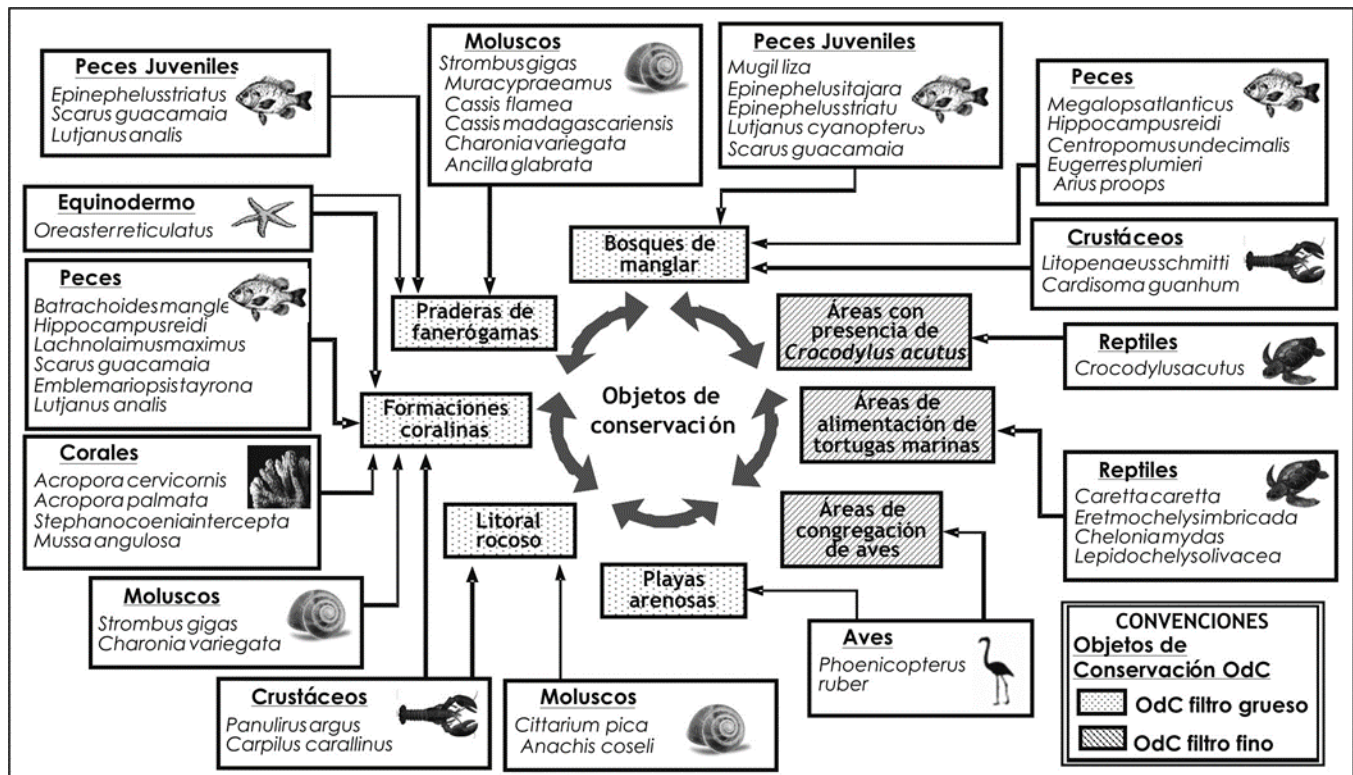 Peces Juveniles
Epinephelusstriatus
Scarus guacamaia
Lutjanus analis
Moluscos
Strombus gigas
Muracypraeamus
Cassis flamea
Cassis madagascariensis
Charoniavariegata
Ancilla glabrata
Peces Juveniles
Mugil liza
Epinephelusitajara
Epinephelusstriatu
Lutjanus cyanopterus
Scarus guacamaia
Peces
Megalopsatlanticus
Hippocampusreidi
Centropomusundecimalis
Eugerres plumieri
Arius proops
Equinodermo
Oreasterreticulatus
Crustáceos
Litopenaeusschmitti
Cardisoma guanhum
Bosques de
manglar
Peces
Batrachoidesmangle
Hippocampusreidi
Lachnolaimusmaximus
Scarus guacamaia
Emblemariopsistayrona
Lutjanus analis
Praderas de
fanerógamas
Áreas con
presencia de
Crocodylus acutus
Reptiles
Crocodylusacutus
Formaciones
coralinas
Objetos de
conservación
Áreas de
alimentación de
tortugas marinas
Corales
Acropora cervicornis
Acropora palmata
Stephanocoeniaintercepta
Mussa angulosa
Reptiles
Caretta caretta
Eretmochelysimbricada
Cheloniamydas
Lepidochelysolivacea
Litoral
rocoso
Áreas de
congregación
de aves
Playas
arenosas
Moluscos
Strombus gigas
Charonia variegata
Crustáceos
Panulirus argus
Carpilus carallinus
Moluscos
Cittarium pica
Anachis coseli
Aves
Phoenicopterus
ruber
CONVENCIONES
Objetos de
Conservación OdC
OdC filtro grueso
OdC filtro fino